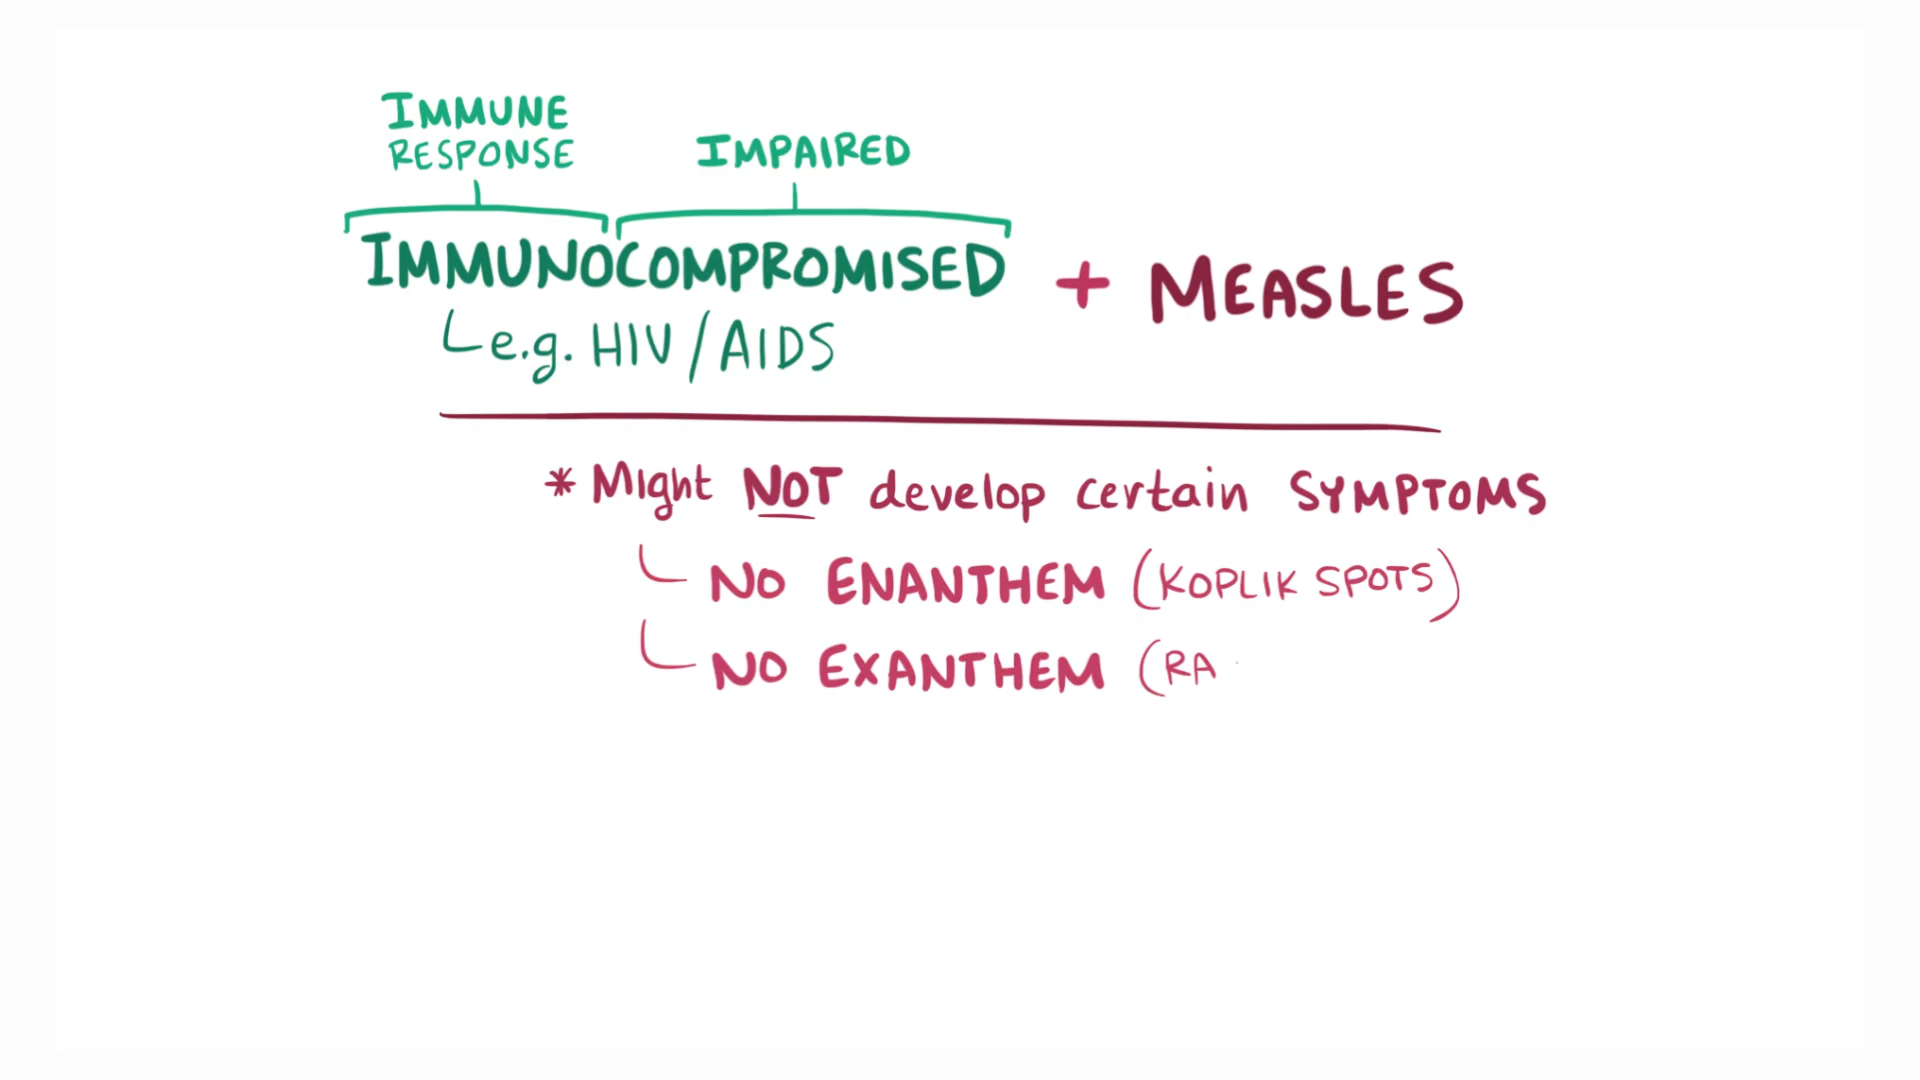 IMMUNE
RESPONSE
IMPAIRED
IMMUNOCOMPROMISED + MEASLES
e.g. HIV/AIDS
* MIght NOT develop certain SYMPTOMS
NO ENANTHEM (KOPLIK SPOTS)
NO EXANTHEM (RA